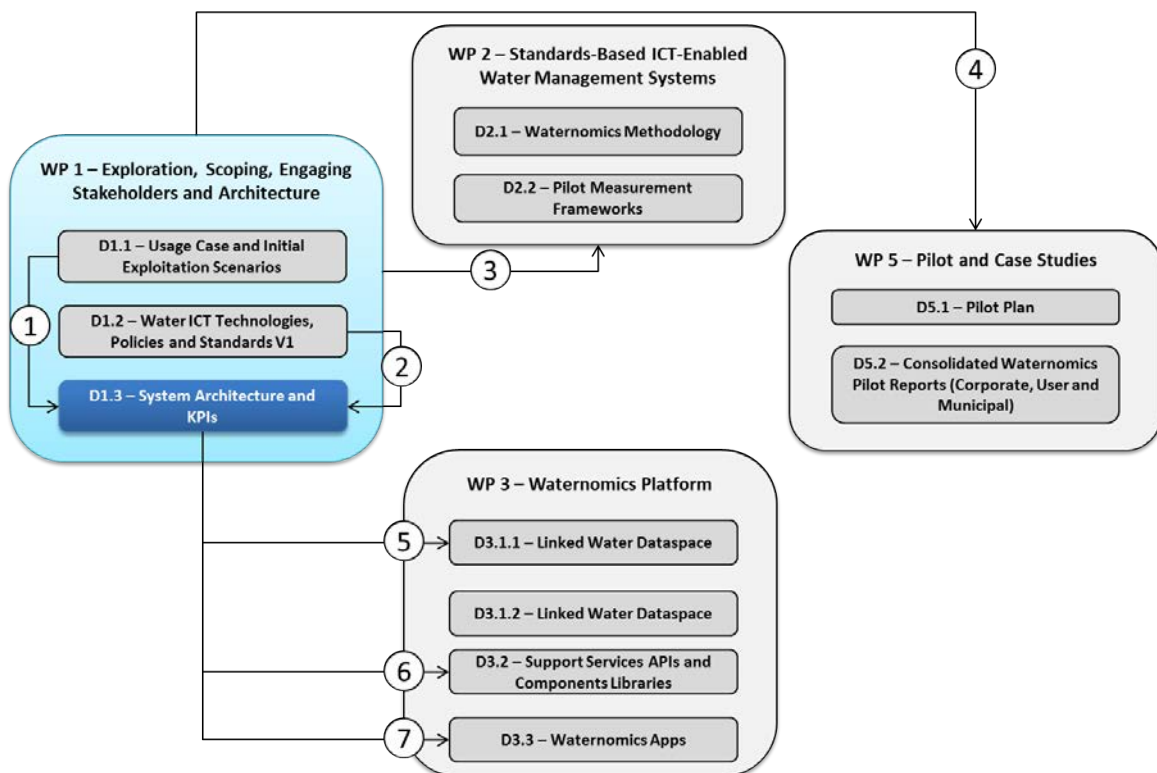 WP 2 – Standards-Based ICT-Enabled
Water Management Systems
D2.1 – Waternomics Methodology
D2.2 – Pilot Measurement
Frameworks
4
WP 1 – Exploration, Scoping, Engaging
Stakeholders and Architecture
D1.1 – Usage Case and Initial
Exploitation Scenarios
D1.2 – Water ICT Technologies,
Policies and Standards V1
D1.3 – System Architecture and
KPIs
1
2
3
WP 5 – Pilot and Case Studies
D5.1 – Pilot Plan
D5.2 – Consolidated Waternomics
Pilot Reports (Corporate, User and
Municipal)
WP 3 – Waternomics Platform
5
D3.1.1 – Linked Water Dataspace
D3.1.2 – Linked Water Dataspace
6
D3.2 – Support Services APIs and
Components Libraries
7
D3.3 – Waternomics Apps